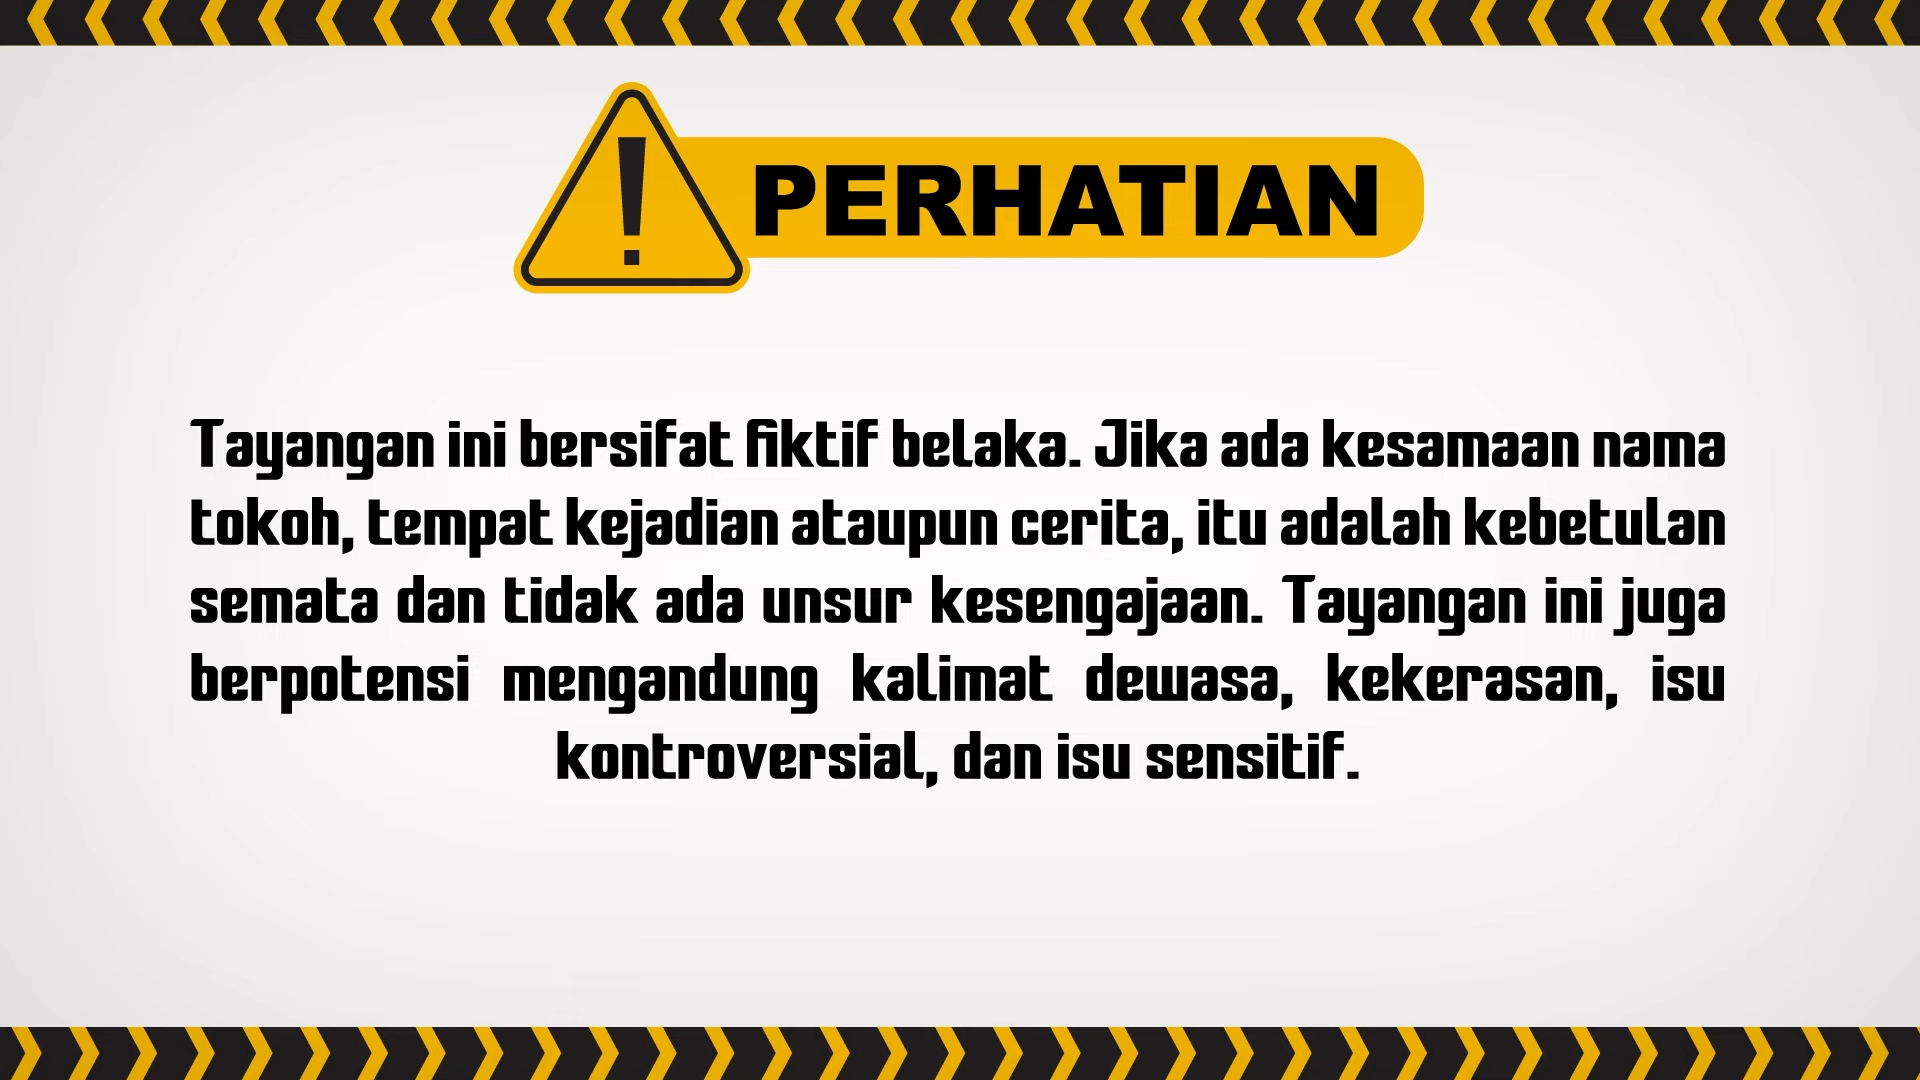 PERHATIAN
Tayangan ini bersifat fiktif belaka. Jika ada kesamaan nama
tokoh, tempat kejadian ataupun cerita, itu adalah kebetulan
semata dan tidak ada unsur kesengajaan. Tayangan ini juga
berpotensi mengandung kalimat dewasa, kekerasan, isu
kontroversial, dan isu sensitif.